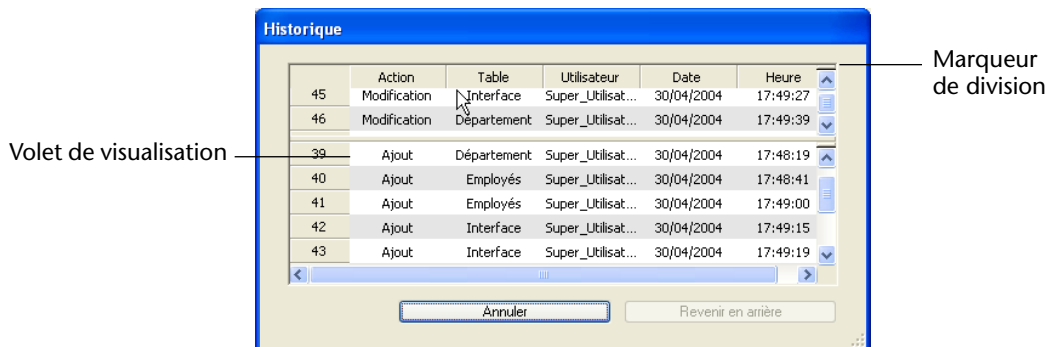 Historique
Marqueur
de division
Action Table Utilisateur Date Heure
45 Modification Interface Super_Utilisat... 30/04/2004 17:49:27
46 Modification Département Super_Utilisat... 30/04/2004 17:49:39
Volet de visualisation
39 Ajout Département Super_Utilisat... 30/04/2004 17:48:19
40 Ajout Employés Super_Utilisat... 30/04/2004 17:48:41
41 Ajout Employés Super_Utilisat... 30/04/2004 17:49:00
42 Ajout Interface Super_Utilisat... 30/04/2004 17:49:15
43 Ajout Interface Super_Utilisat... 30/04/2004 17:49:19
Annuler Revenir en arrière